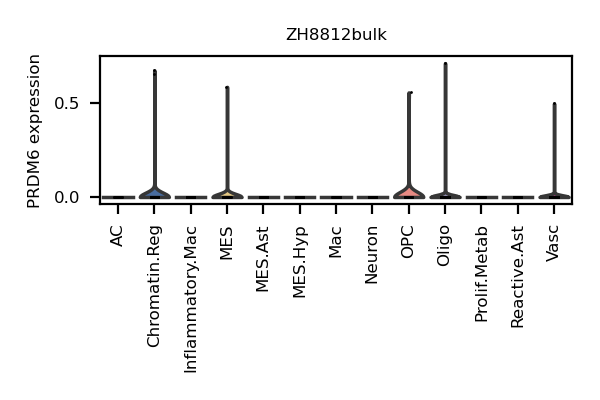 ZH8812bulk
PRDM6 expression
0.5
0.0
AC
Chromatin.Reg
Inflammatory.Mac
MES
MES.Ast
MES.Hyp
Mac
Neuron
OPC
Oligo
Prolif.Metab
Reactive.Ast
Vasc